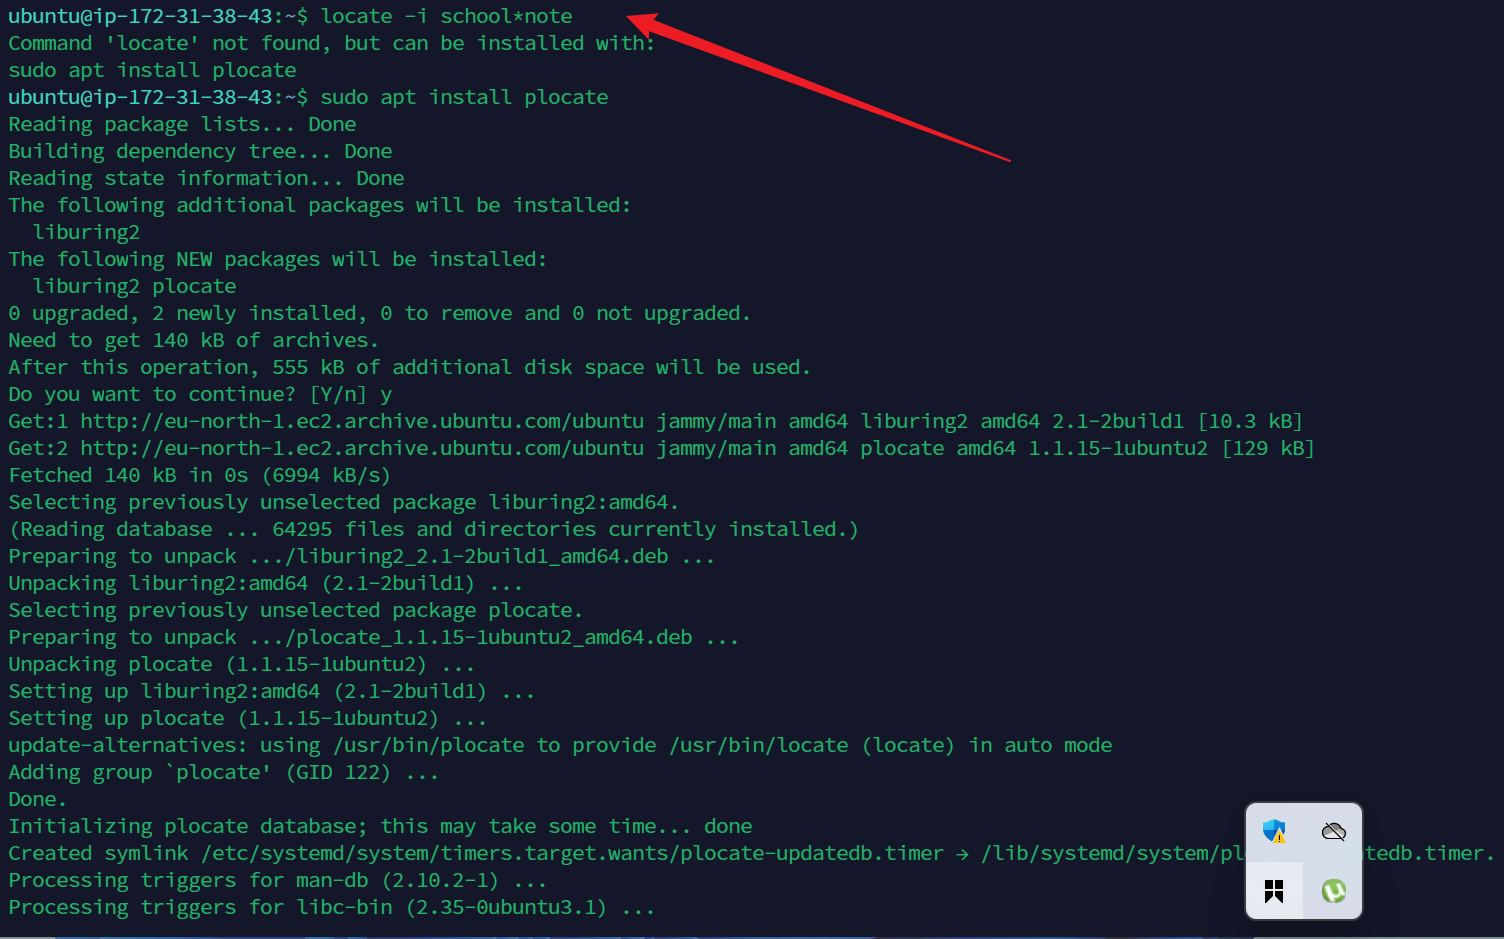 ubuntu@ip-172-31-38-43:~$ locate -i school*note
Command 'locate' not found, but can be installed with:
sudo apt install plocate
ubuntu@ip-172-31-38-43:~$ sudo apt install plocate
Reading package lists... Done
Building dependency tree... Done
Reading state information... Done
The following additional packages will be installed:
  liburing2
The following NEW packages will be installed:
  liburing2 plocate
0 upgraded, 2 newly installed, 0 to remove and 0 not upgraded.
Need to get 140 kB of archives.
After this operation, 555 kB of additional disk space will be used.
Do you want to continue? [Y/n] y
Get:1 http://eu-north-1.ec2.archive.ubuntu.com/ubuntu jammy/main amd64 liburing2 amd64 2.1-2build1 [10.3 kB]
Get:2 http://eu-north-1.ec2.archive.ubuntu.com/ubuntu jammy/main amd64 plocate amd64 1.1.15-1ubuntu2 [129 kB]
Fetched 140 kB in 0s (6994 kB/s)
Selecting previously unselected package liburing2:amd64.
(Reading database ... 64295 files and directories currently installed.)
Preparing to unpack .../liburing2_2.1-2build1_amd64.deb ...
Unpacking liburing2:amd64 (2.1-2build1) ...
Selecting previously unselected package plocate.
Preparing to unpack .../plocate_1.1.15-1ubuntu2_amd64.deb ...
Unpacking plocate (1.1.15-1ubuntu2) ...
Setting up liburing2:amd64 (2.1-2build1) ...
Setting up plocate (1.1.15-1ubuntu2) ...
update-alternatives: using /usr/bin/plocate to provide /usr/bin/locate (locate) in auto mode
Adding group `plocate' (GID 122) ...
Done.
Initializing plocate database; this may take some time... done
Created symlink /etc/systemd/system/timers.target.wants/plocate-updatedb.timer → /lib/systemd/system/pl tedb.timer.
Processing triggers for man-db (2.10.2-1) ...
Processing triggers for libc-bin (2.35-0ubuntu3.1) ...